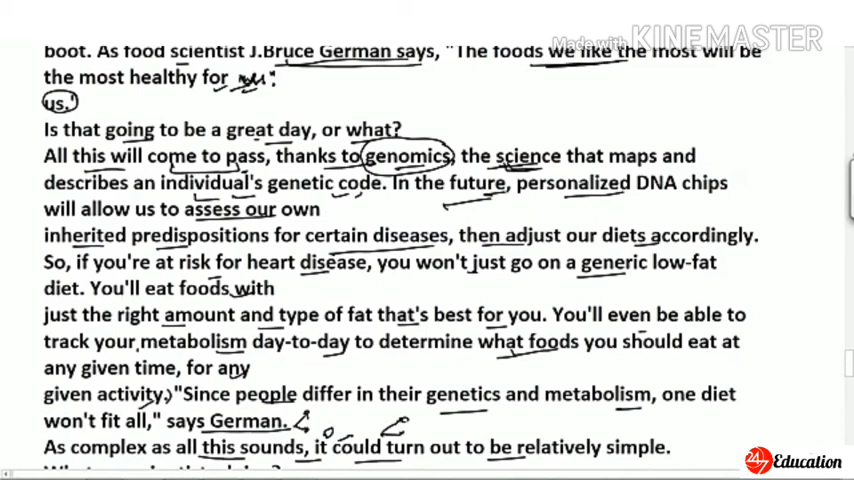 Made with KINEMASTER
boot. As food scientist J.Bruce German says, "The foods we like the most will be
the most healthy for
us.'
Is that going to be a great day, or what?
All this will come to pass, thanks to genomics, the science that maps and
describes an individual's genetic code. In the future, personalized DNA chips
will allow us to assess our own
inherited predispositions for certain diseases, then adjust our diets accordingly.
So, if you're at risk for heart disease, you won't just go on a generic low-fat
diet. You'll eat foods with
just the right amount and type of fat that's best for you. You'll even be able to
track your metabolism day-to-day to determine what foods you should eat at
any given time, for any
given activity. "Since people differ in their genetics and metabolism, one diet
won't fit all," says German.
As complex as all this sounds, it could turn out to be relatively simple.
24/7 Education